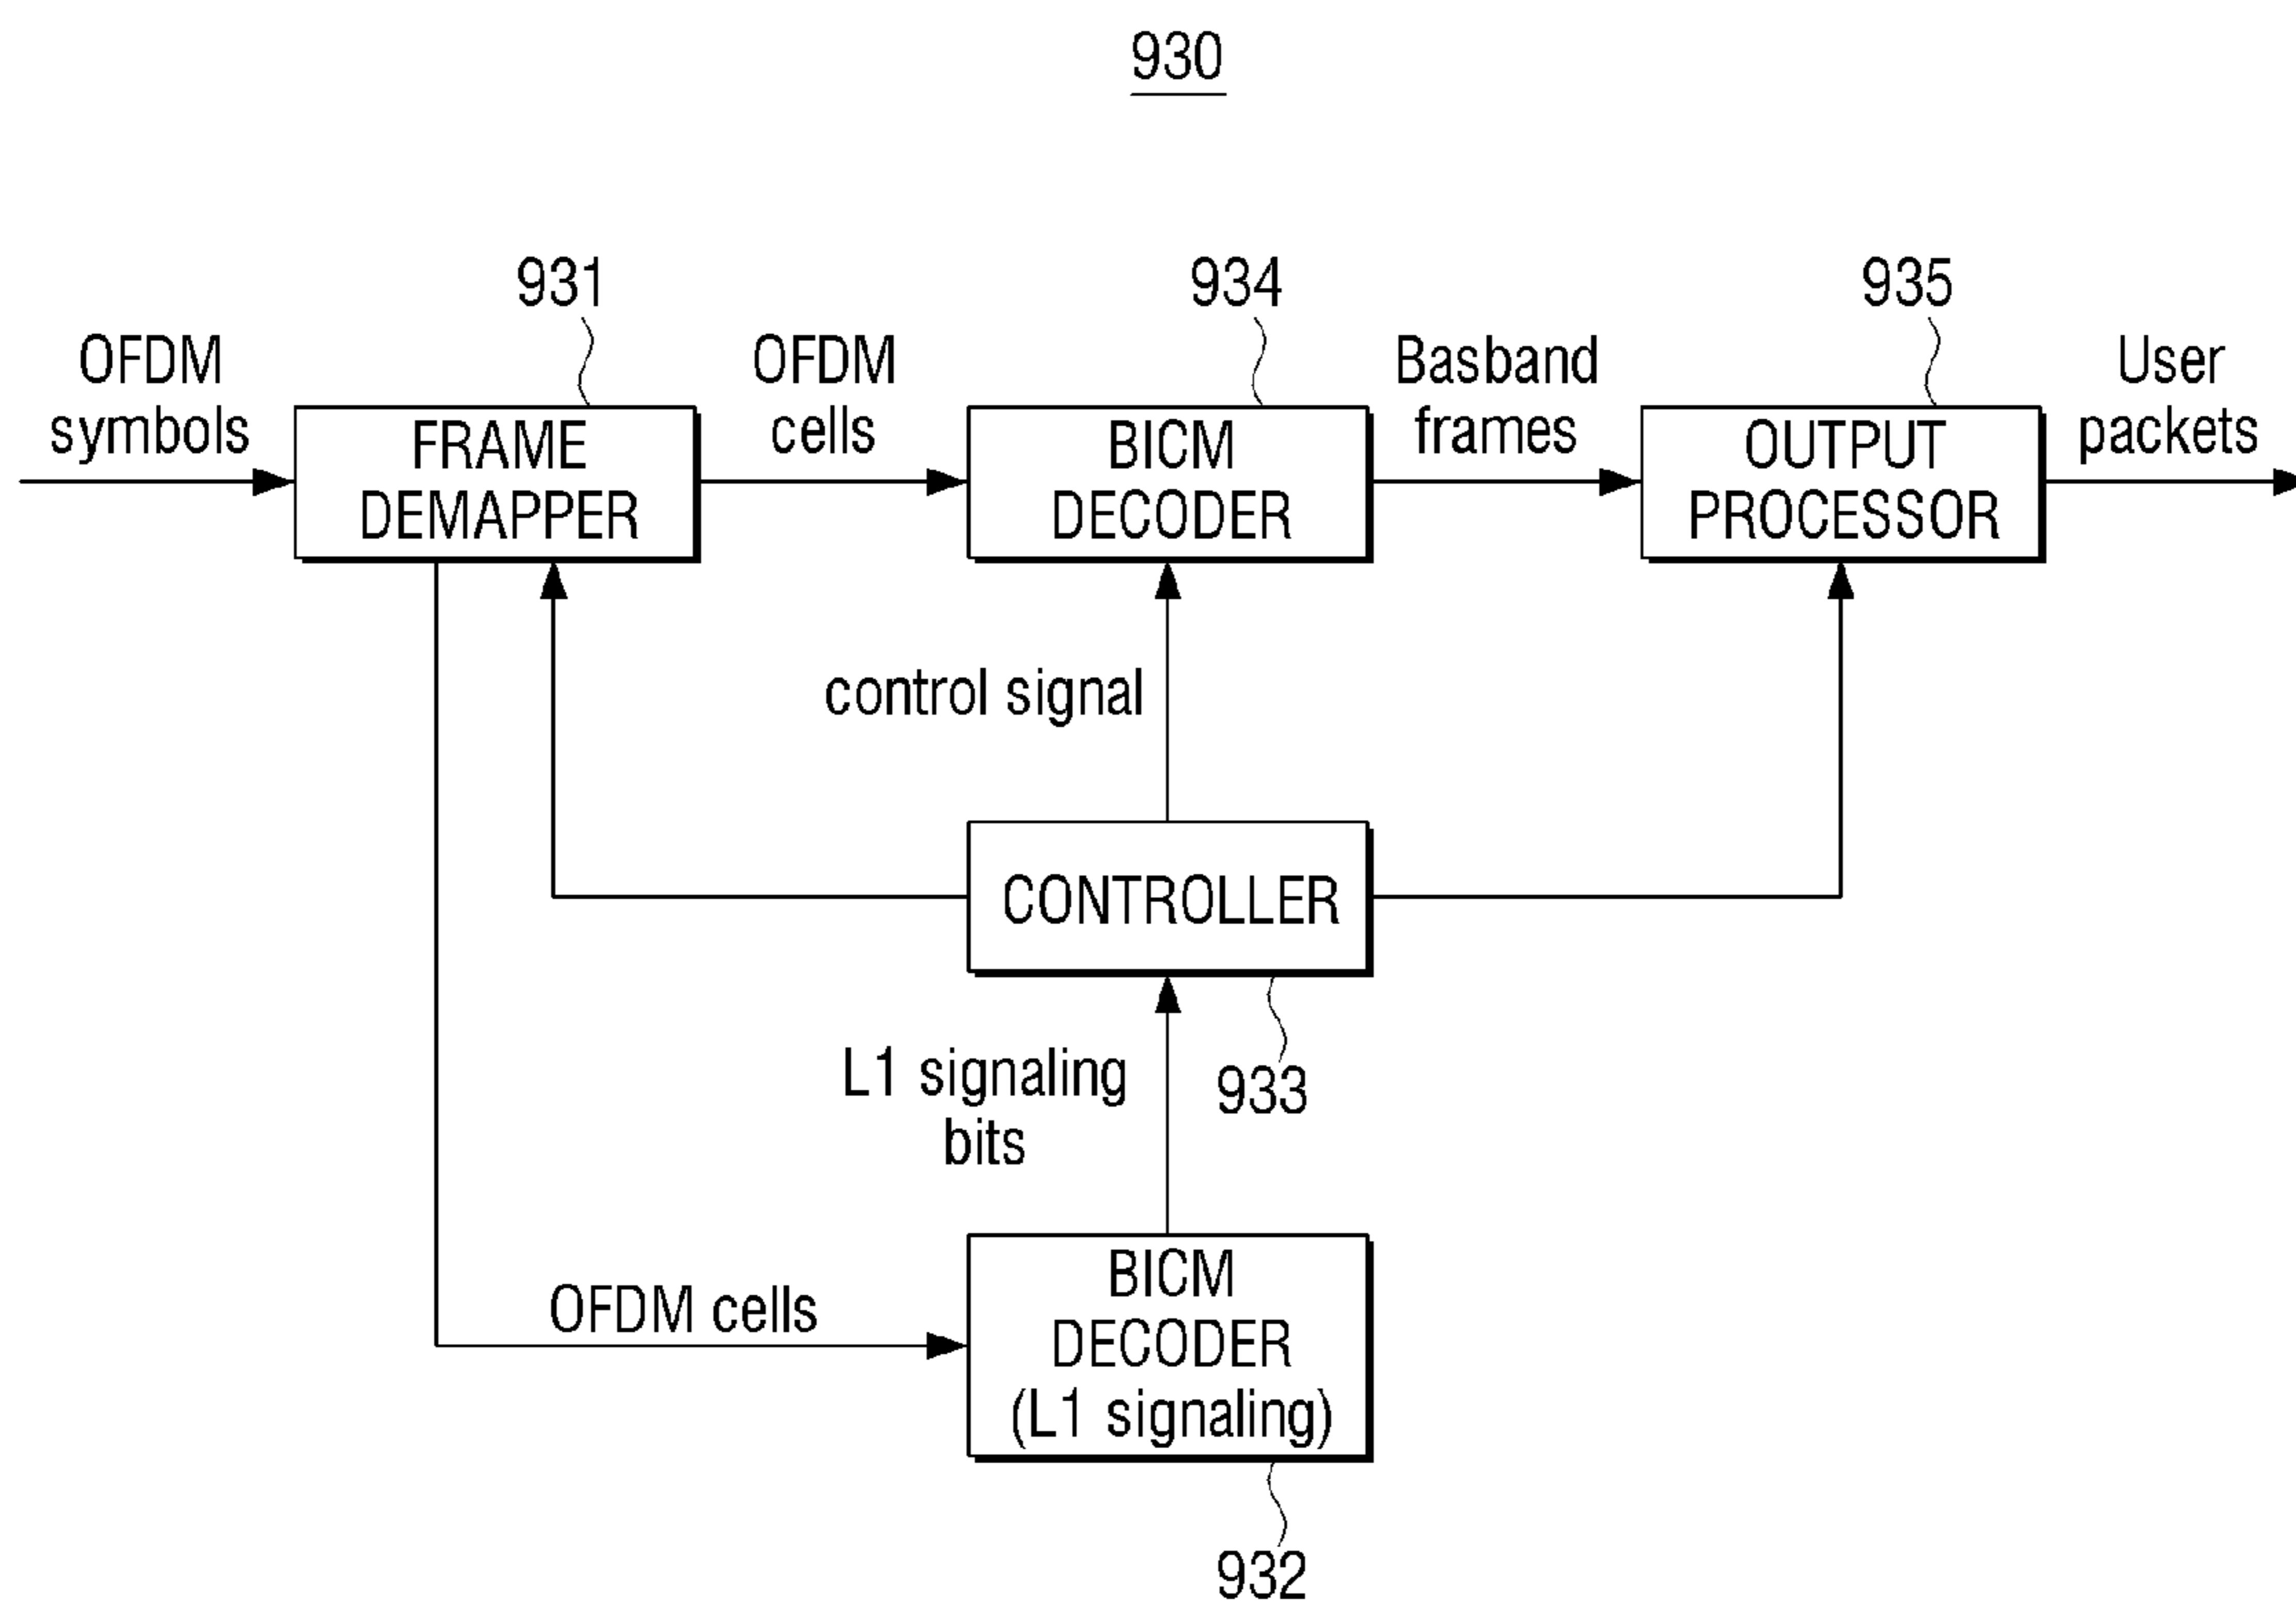 930
931
934
935
OFDM
symbols
FRAME
DEMAPPER
OFDM
cells
BICM
DECODER
Basband
frames
OUTPUT
PROCESSOR
User
packets
control signal
CONTROLLER
933
L1 signaling
bits
OFDM cells
BICM
DECODER
(L1 signaling)
932